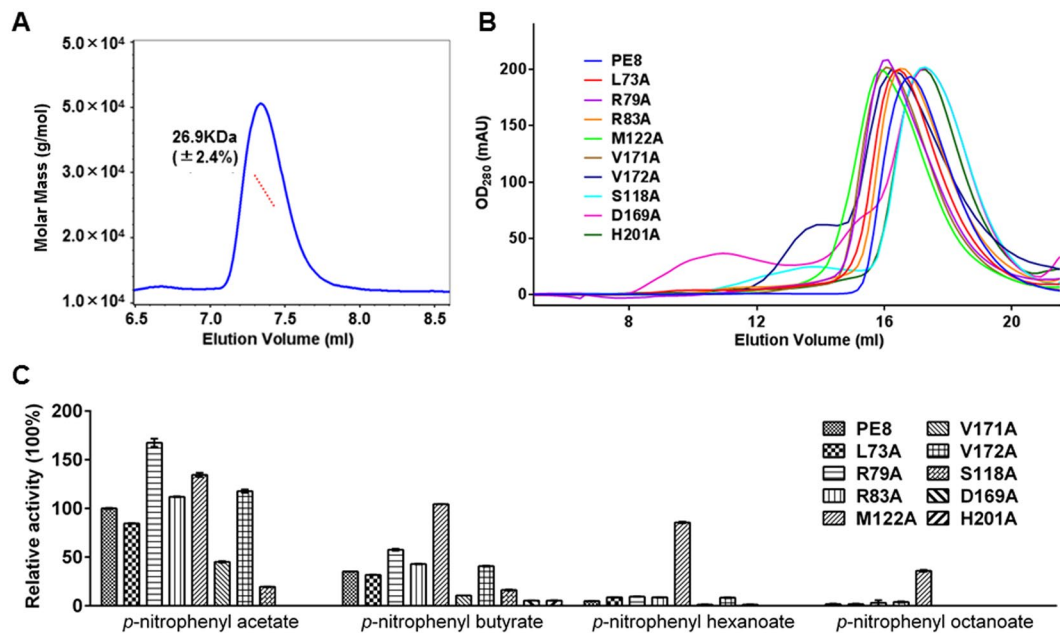 A
5.0×10⁴
5.0×10⁴
3.0×10⁴
2.0×10⁴
1.0×10⁴
Molar Mass (g/mol)
26.9KDa
(±2.4%)
6.5 7.0 7.5 8.0 8.5
Elution Volume (ml)
B
200
150
100
50
0
OD₂₈₀ (mAU)
PE8
L73A
R79A
R83A
M122A
V171A
V172A
S118A
D169A
H201A
8 12 16 20
Elution Volume (ml)
C
200
150
100
50
0
Relative activity (100%)
PE8 V171A
L73A V172A
R79A S118A
R83A D169A
M122A H201A
p-nitrophenyl acetate p-nitrophenyl butyrate p-nitrophenyl hexanoate p-nitrophenyl octanoate